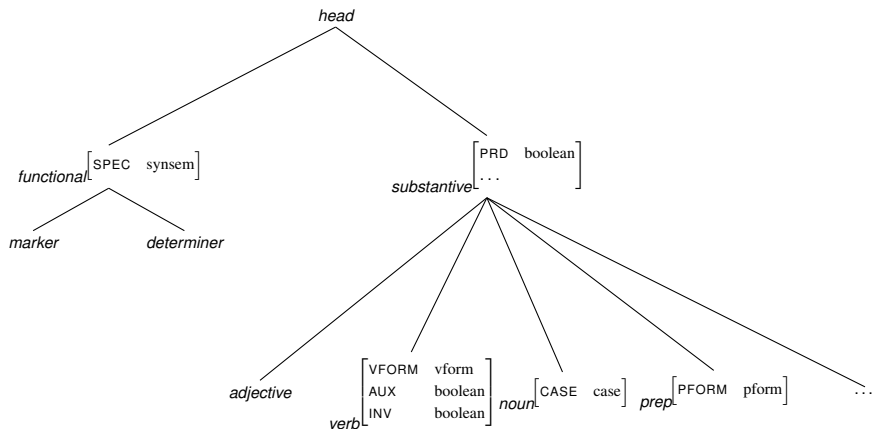 head
functional[SPEC synsem]
substantive[PRD boolean
...]
marker
determiner
adjective
verb[VFORM vform
AUX boolean
INV boolean]
noun[CASE case]
prep[PFORM pform]
...